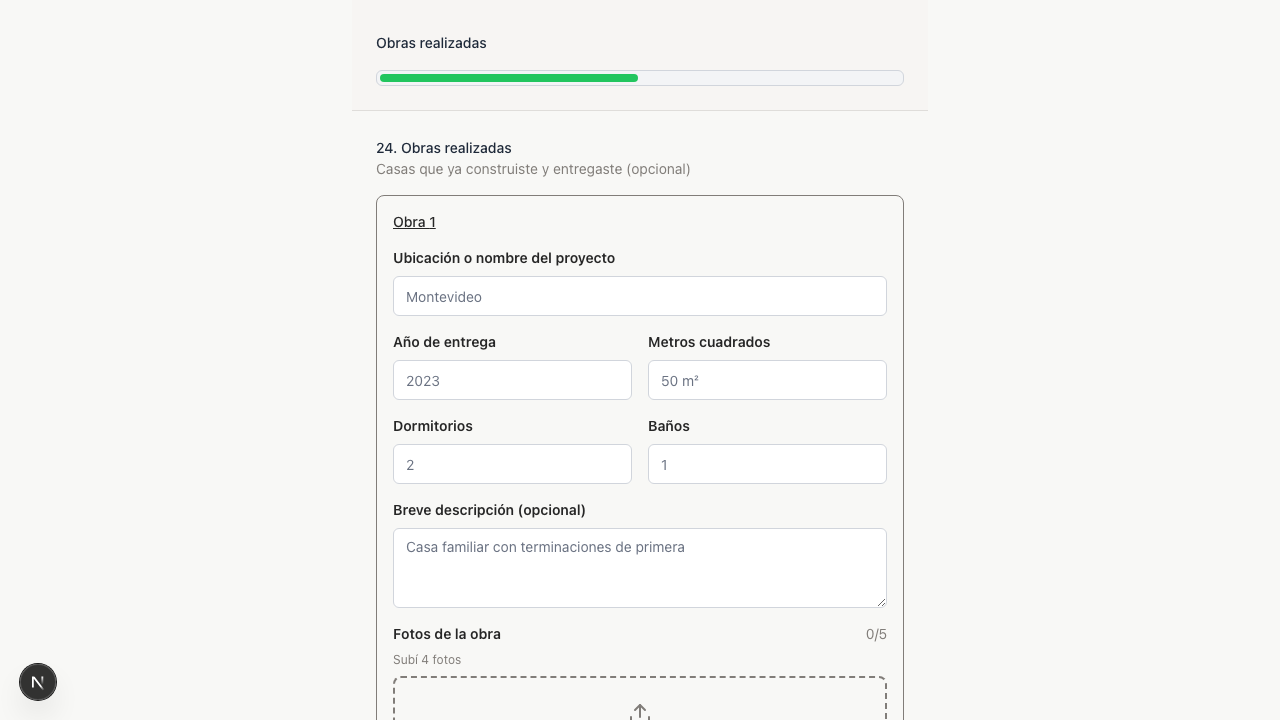 Obras realizadas
24. Obras realizadas
Casas que ya construiste y entregaste (opcional)
Obra 1
Ubicación o nombre del proyecto
Montevideo
Año de entrega
Metros cuadrados
2023
50 m²
Dormitorios
Baños
2
1
Breve descripción (opcional)
Casa familiar con terminaciones de primera
Fotos de la obra
0/5
Subí 4 fotos
N